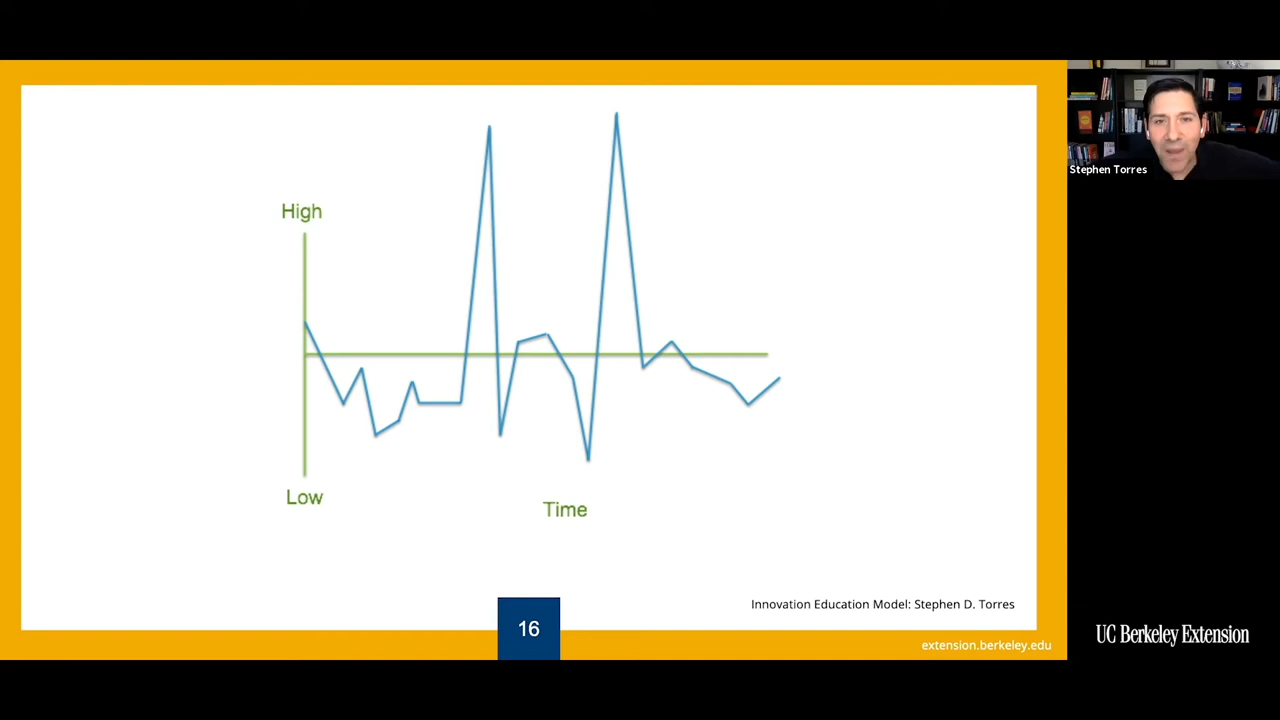 High
Low
Time
Innovation Education Model: Stephen D. Torres
16
extension.berkeley.edu
Stephen Torres
UC Berkeley Extension